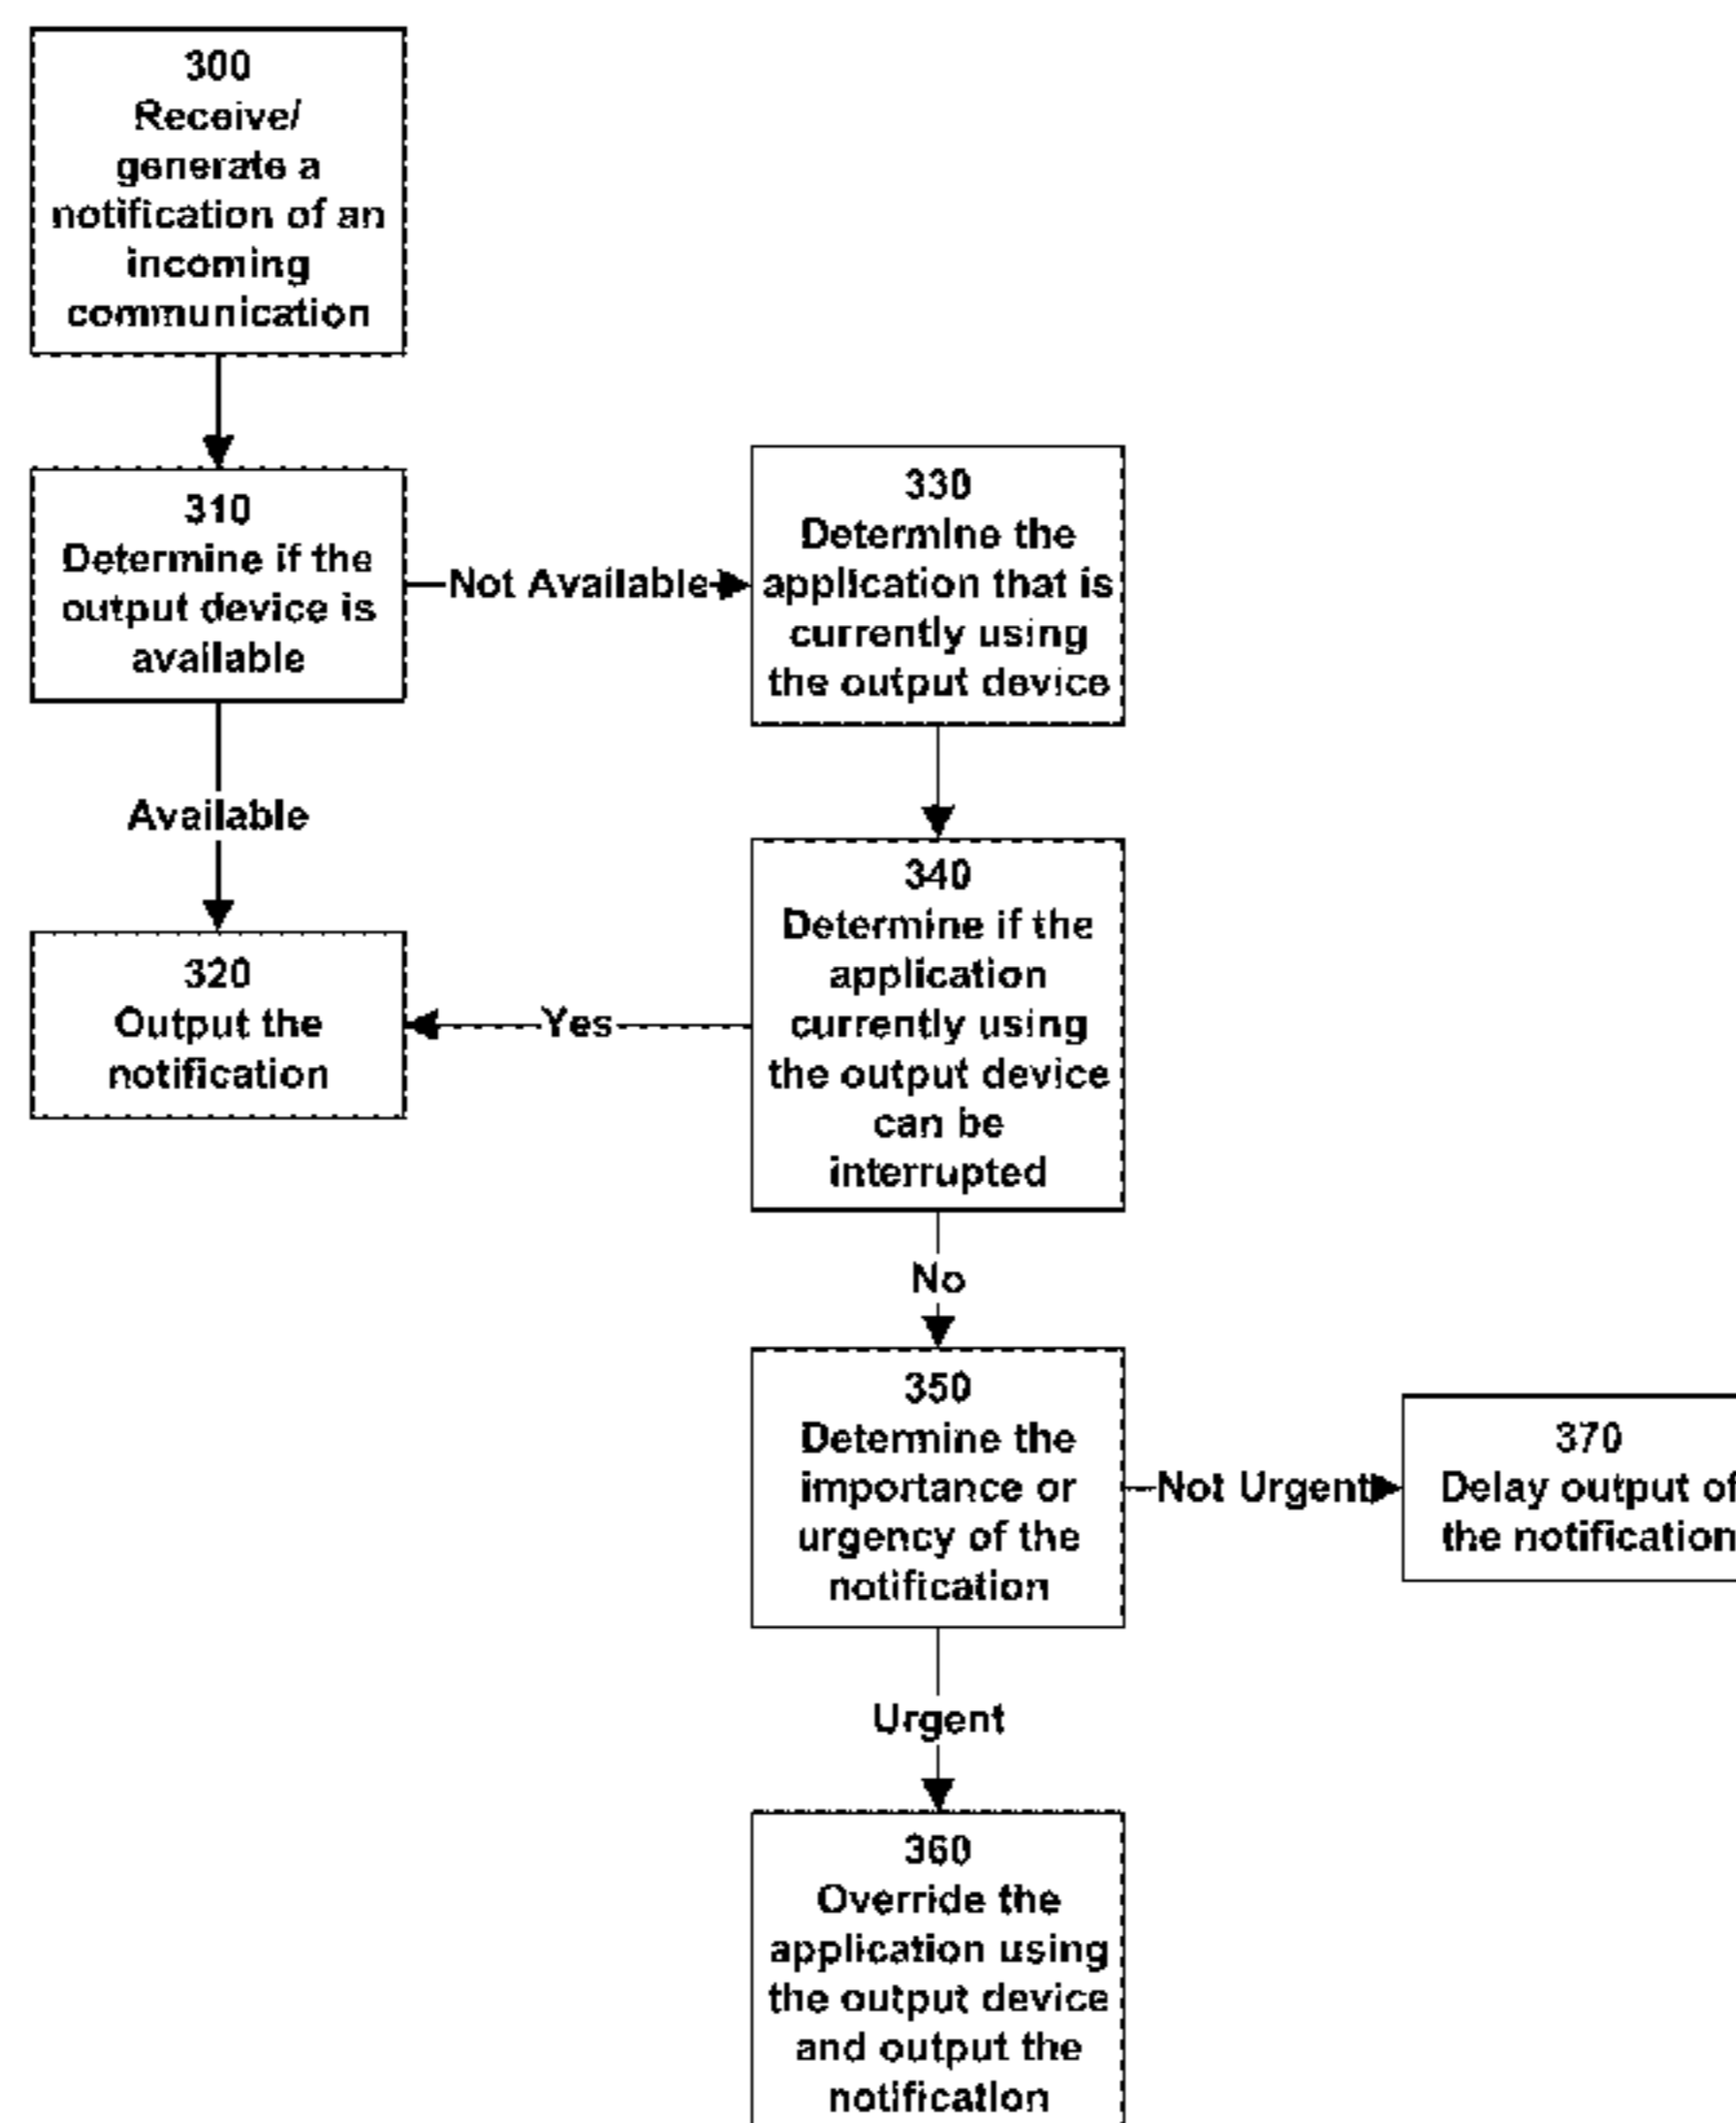 300
Receive/
generate a
notification of an
incoming
communication
310
Determine if the
output device is
available
Not Available
330
Determine the
application that is
currently using
the output device
Available
320
Output the
notification
Yes
340
Determine if the
application
currently using
the output device
can be
interrupted
No
350
Determine the
importance or
urgency of the
notification
Not Urgent
370
Delay output of
the notification
Urgent
360
Override the
application using
the output device
and output the
notification